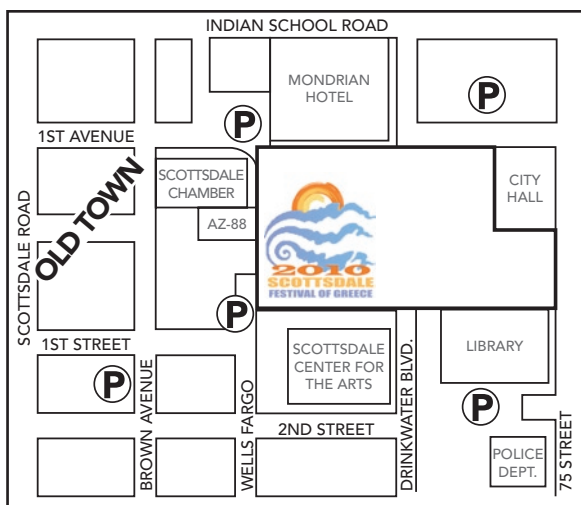 INDIAN SCHOOL ROAD
MONDRIAN
HOTEL
P
P
1ST AVENUE
SCOTTSDALE
CHAMBER
CITY
HALL
OLD TOWN
AZ-88
SCOTTSDALE ROAD
2010
SCOTTSDALE
FESTIVAL OF GREECE
P
1ST STREET
SCOTTSDALE
CENTER FOR
THE ARTS
LIBRARY
P
P
BROWN AVENUE
WELLS FARGO
2ND STREET
DRINKWATER BLVD.
POLICE
DEPT.
75 STREET